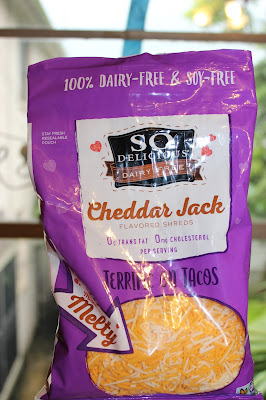 100% DAIRY-FREE & SOY-FREE
STAY FRESH
RESEALABLE
POUCH
SO
DELICIOUS
DAIRY FREE
Cheddar Jack
FLAVORED SHREDS
0g TRANS FAT 0mg CHOLESTEROL
PER SERVING
ON TACOS
Melty